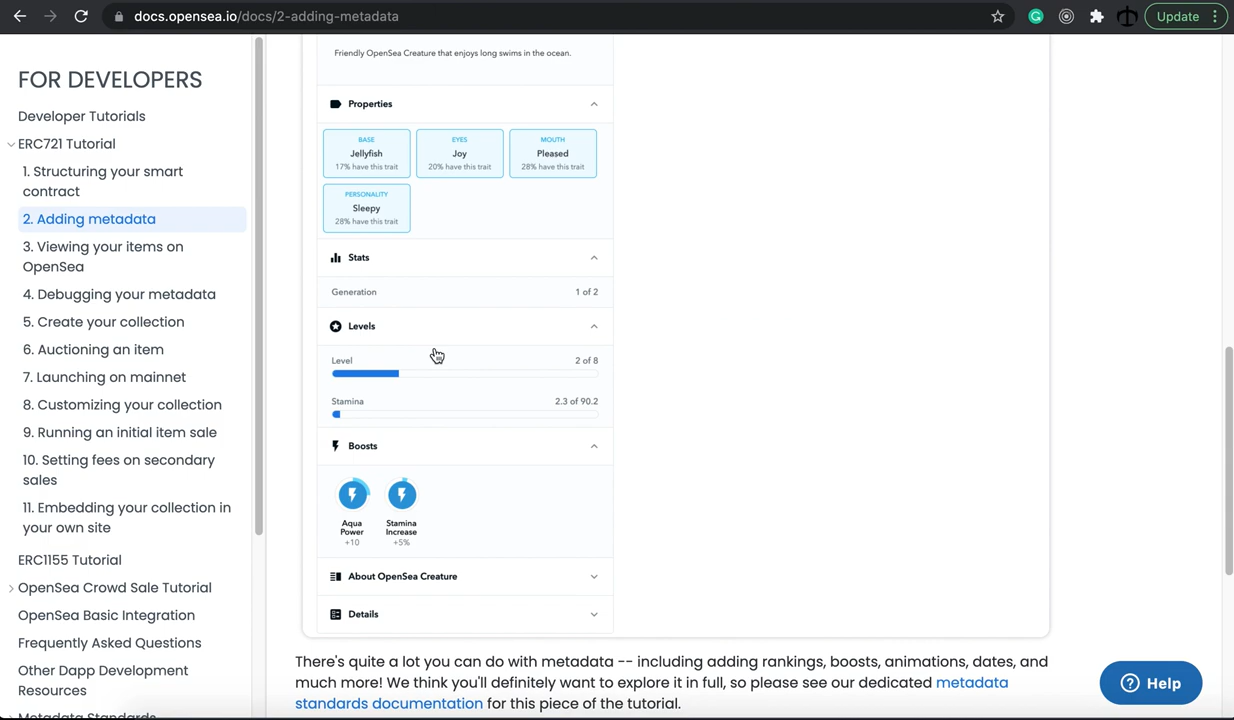 docs.opensea.io/docs/2-adding-metadata
Update
FOR DEVELOPERS
Developer Tutorials
ERC721 Tutorial
1. Structuring your smart
contract
2. Adding metadata
3. Viewing your items on
OpenSea
4. Debugging your metadata
5. Create your collection
6. Auctioning an item
7. Launching on mainnet
8. Customizing your collection
9. Running an initial item sale
10. Setting fees on secondary
sales
11. Embedding your collection in
your own site
ERC1155 Tutorial
OpenSea Crowd Sale Tutorial
OpenSea Basic Integration
Frequently Asked Questions
Other Dapp Development
Resources
Metadata Standards
Friendly OpenSea Creature that enjoys long swims in the ocean.
Properties
BASE
Jellyfish
17% have this trait
EYES
Joy
20% have this trait
MOUTH
Pleased
28% have this trait
PERSONALITY
Sleepy
28% have this trait
Stats
Generation 1 of 2
Levels
Level 2 of 8
Stamina 2.3 of 90.2
Boosts
Aqua
Power
+10
Stamina
Increase
+5%
About OpenSea Creature
Details
There's quite a lot you can do with metadata -- including adding rankings, boosts, animations, dates, and
much more! We think you'll definitely want to explore it in full, so please see our dedicated metadata
standards documentation for this piece of the tutorial.
Help